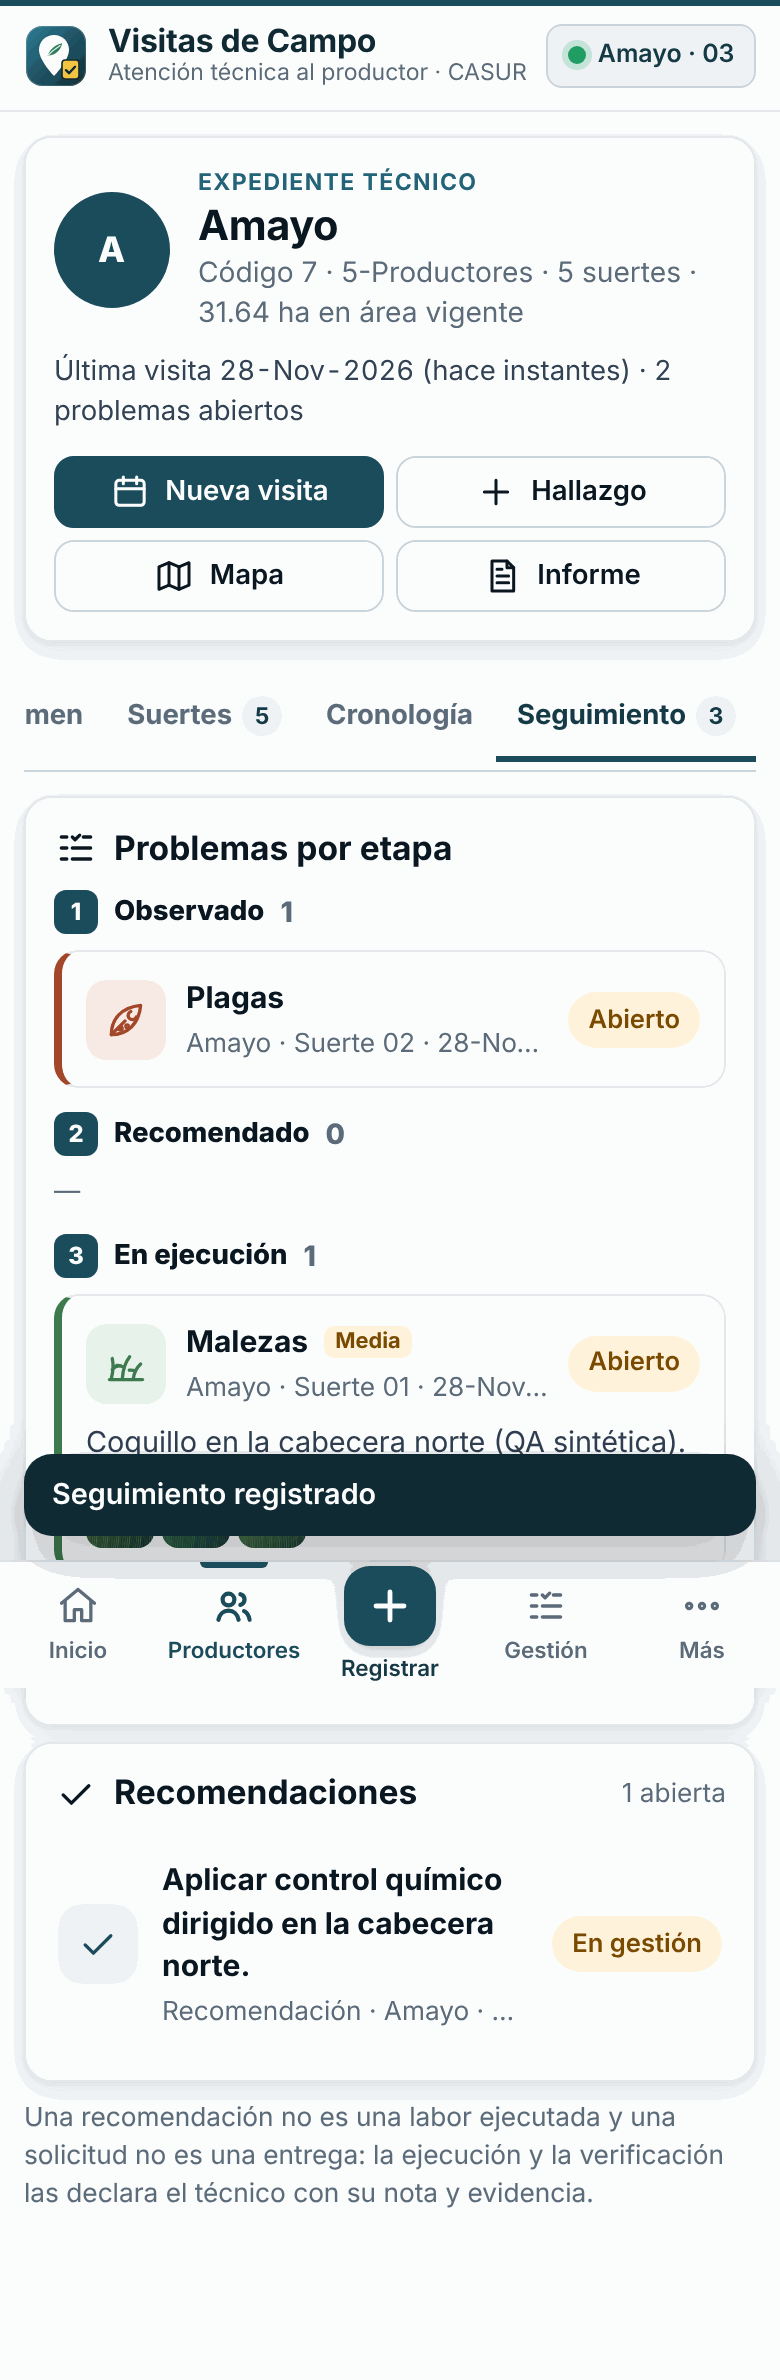 Visitas de Campo
Atención técnica al productor · CASUR
Amayo · 03
EXPEDIENTE TÉCNICO
A
Amayo
Código 7 · 5-Productores · 5 suertes ·
31.64 ha en área vigente
Última visita 28-Nov-2026 (hace instantes) · 2
problemas abiertos
Nueva visita
Hallazgo
Mapa
Informe
men
Suertes 5
Cronología
Seguimiento 3
Problemas por etapa
1 Observado 1
Plagas
Amayo · Suerte 02 · 28-No...
Abierto
2 Recomendado 0
—
3 En ejecución 1
Malezas Media
Amayo · Suerte 01 · 28-Nov...
Abierto
Coquillo en la cabecera norte (QA sintética).
Seguimiento registrado
Inicio
Productores
Registrar
Gestión
Más
Recomendaciones
1 abierta
Aplicar control químico
dirigido en la cabecera
norte.
Recomendación · Amayo · ...
En gestión
Una recomendación no es una labor ejecutada y una
solicitud no es una entrega: la ejecución y la verificación
las declara el técnico con su nota y evidencia.